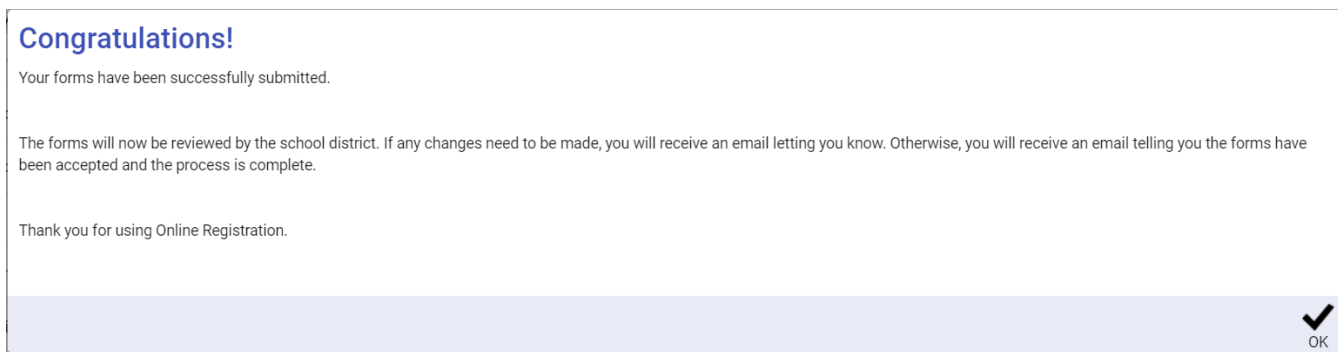 Congratulations!
Your forms have been successfully submitted.
The forms will now be reviewed by the school district. If any changes need to be made, you will receive an email letting you know. Otherwise, you will receive an email telling you the forms have
been accepted and the process is complete.
Thank you for using Online Registration.
OK